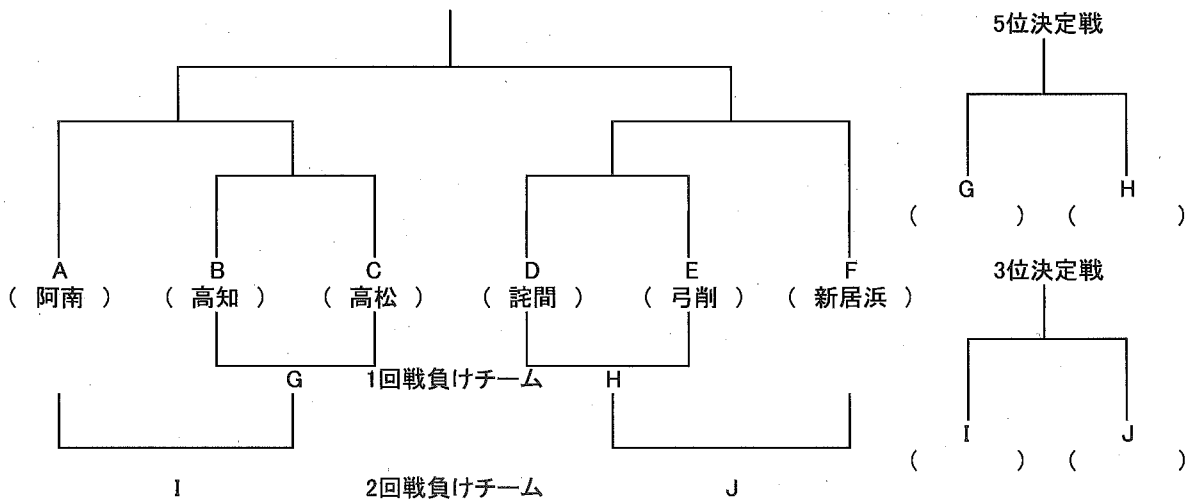 5位決定戦
G H
( ) ( )
A B C D E F
( 阿南 ) ( 高知 ) ( 高松 ) ( 詫間 ) ( 弓削 ) ( 新居浜 )
3位決定戦
G 1回戦負けチーム H
I J
( ) ( )
I 2回戦負けチーム J